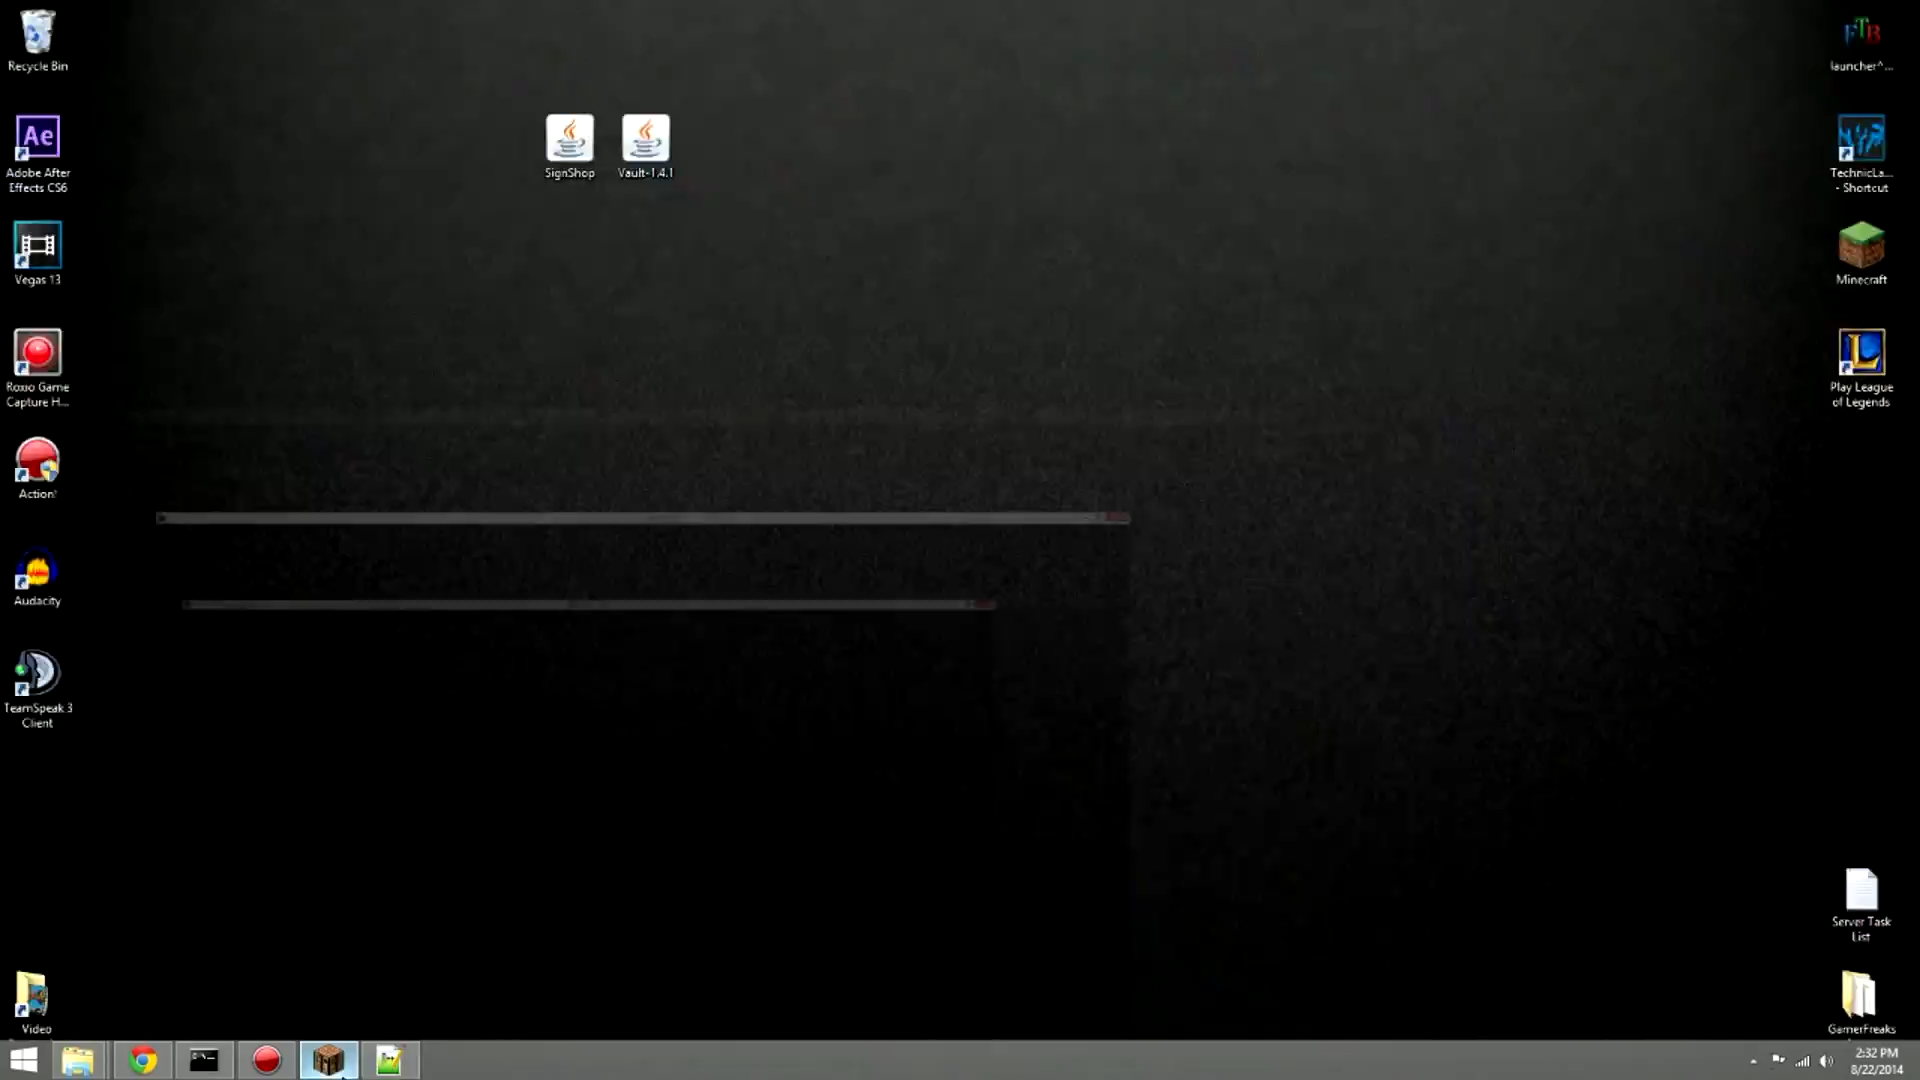 Recycle Bin
Adobe After
Effects CS6
Vegas 13
Roxio Game
Capture H...
Action!
Audacity
TeamSpeak 3
Client
Video
SignShop
Vault-1.4.1
FTB
launcher^...
TechnicLa...
- Shortcut
Minecraft
Play League
of Legends
Server Task
List
GamerFreaks
Ae
2:32 PM
8/22/2014